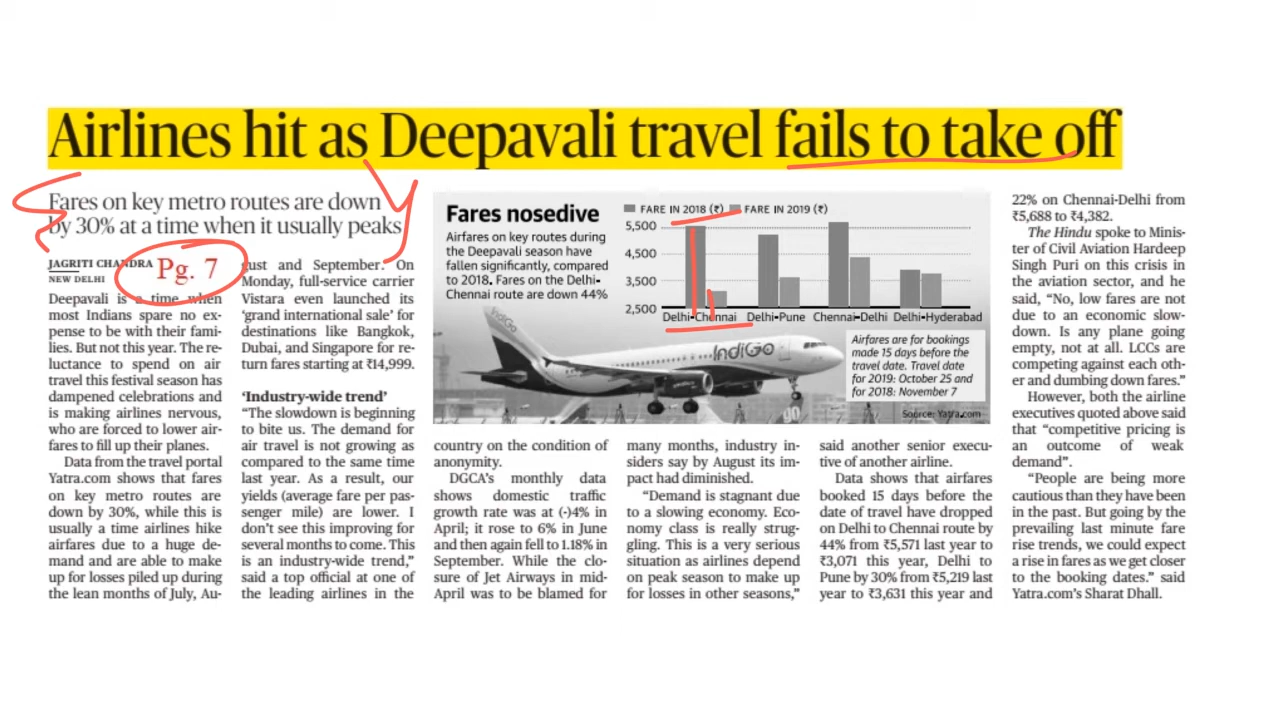 Airlines hit as Deepavali travel fails to take off
Fares on key metro routes are down
by 30% at a time when it usually peaks
JAGRITI CHANDRA
NEW DELHI
Pg. 7
Deepavali is a time when
most Indians spare no ex-
pense to be with their fami-
lies. But not this year. The re-
luctance to spend on air
travel this festival season has
dampened celebrations and
is making airlines nervous,
who are forced to lower air-
fares to fill up their planes.
Data from the travel portal
Yatra.com shows that fares
on key metro routes are
down by 30%, while this is
usually a time airlines hike
airfares due to a huge de-
mand and are able to make
up for losses piled up during
the lean months of July, Au-
gust and September. On
Monday, full-service carrier
Vistara even launched its
‘grand international sale’ for
destinations like Bangkok,
Dubai, and Singapore for re-
turn fares starting at ₹14,999.
‘Industry-wide trend’
“The slowdown is beginning
to bite us. The demand for
air travel is not growing as
compared to the same time
last year. As a result, our
yields (average fare per pas-
senger mile) are lower. I
don’t see this improving for
several months to come. This
is an industry-wide trend,”
said a top official at one of
the leading airlines in the
Fares nosedive
Airfares on key routes during
the Deepavali season have
fallen significantly, compared
to 2018. Fares on the Delhi-
Chennai route are down 44%
FARE IN 2018 (₹) FARE IN 2019 (₹)
5,500
4,500
3,500
2,500
Delhi-Chennai Delhi-Pune Chennai-Delhi Delhi-Hyderabad
IndiGo
IndiGo
Airfares are for bookings
made 15 days before the
travel date. Travel date
for 2019: October 25 and
for 2018: November 7
Source: Yatra.com
country on the condition of
anonymity.
DGCA’s monthly data
shows domestic traffic
growth rate was at (-)4% in
April; it rose to 6% in June
and then again fell to 1.18% in
September. While the clo-
sure of Jet Airways in mid-
April was to be blamed for
many months, industry in-
siders say by August its im-
pact had diminished.
“Demand is stagnant due
to a slowing economy. Eco-
nomy class is really strug-
gling. This is a very serious
situation as airlines depend
on peak season to make up
for losses in other seasons,”
said another senior execu-
tive of another airline.
Data shows that airfares
booked 15 days before the
date of travel have dropped
on Delhi to Chennai route by
44% from ₹5,571 last year to
₹3,071 this year, Delhi to
Pune by 30% from ₹5,219 last
year to ₹3,631 this year and
22% on Chennai-Delhi from
₹5,688 to ₹4,382.
The Hindu spoke to Minis-
ter of Civil Aviation Hardeep
Singh Puri on this crisis in
the aviation sector, and he
said, “No, low fares are not
due to an economic slow-
down. Is any plane going
empty, not at all. LCCs are
competing against each oth-
er and dumbing down fares.”
However, both the airline
executives quoted above said
that “competitive pricing is
an outcome of weak
demand”.
“People are being more
cautious than they have been
in the past. But going by the
prevailing last minute fare
rise trends, we could expect
a rise in fares as we get closer
to the booking dates.” said
Yatra.com’s Sharat Dhall.